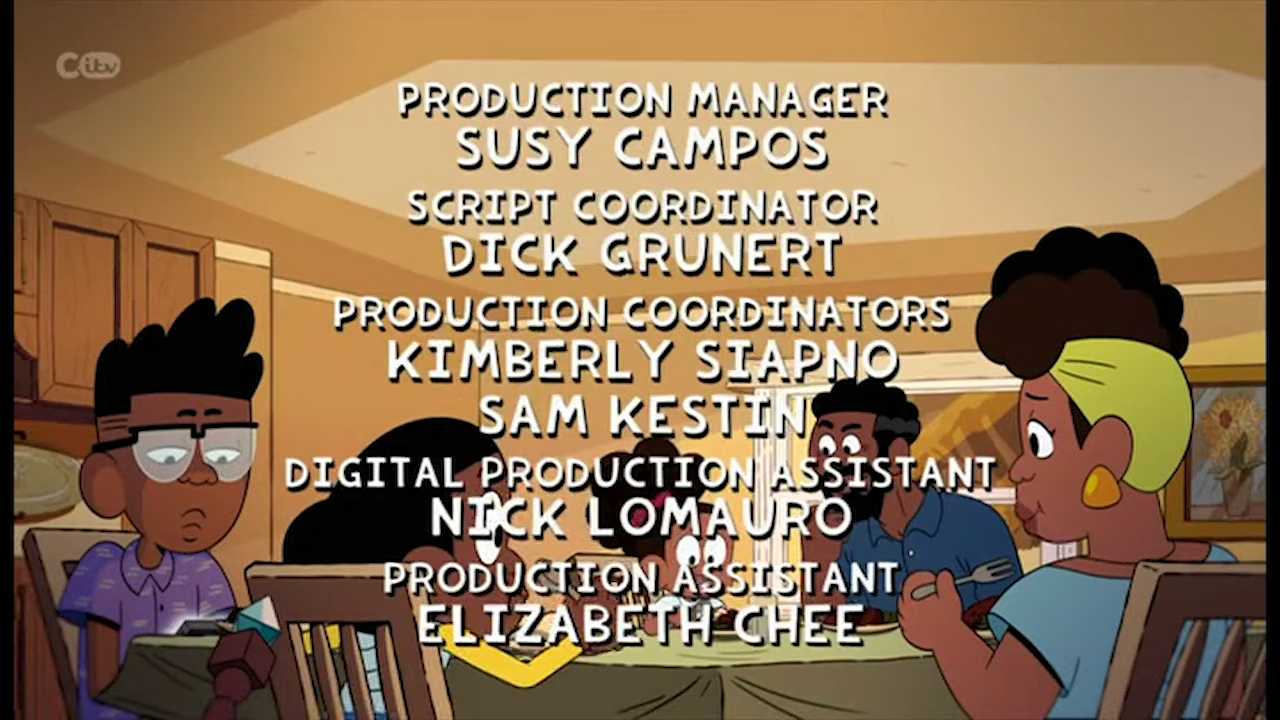 Citv
PRODUCTION MANAGER
SUSY CAMPOS
SCRIPT COORDINATOR
DICK GRUNERT
PRODUCTION COORDINATORS
KIMBERLY SIAPNO
SAM KESTIN
DIGITAL PRODUCTION ASSISTANT
NICK LOMAURO
PRODUCTION ASSISTANT
ELIZABETH CHEE